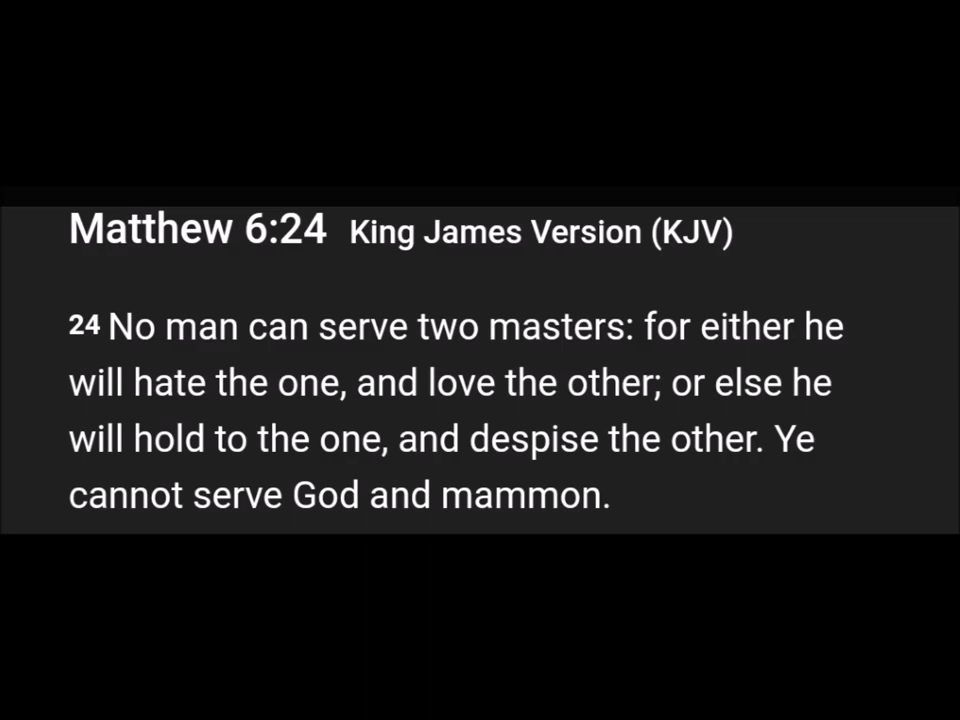 Matthew 6:24 King James Version (KJV)
24 No man can serve two masters: for either he
will hate the one, and love the other; or else he
will hold to the one, and despise the other. Ye
cannot serve God and mammon.